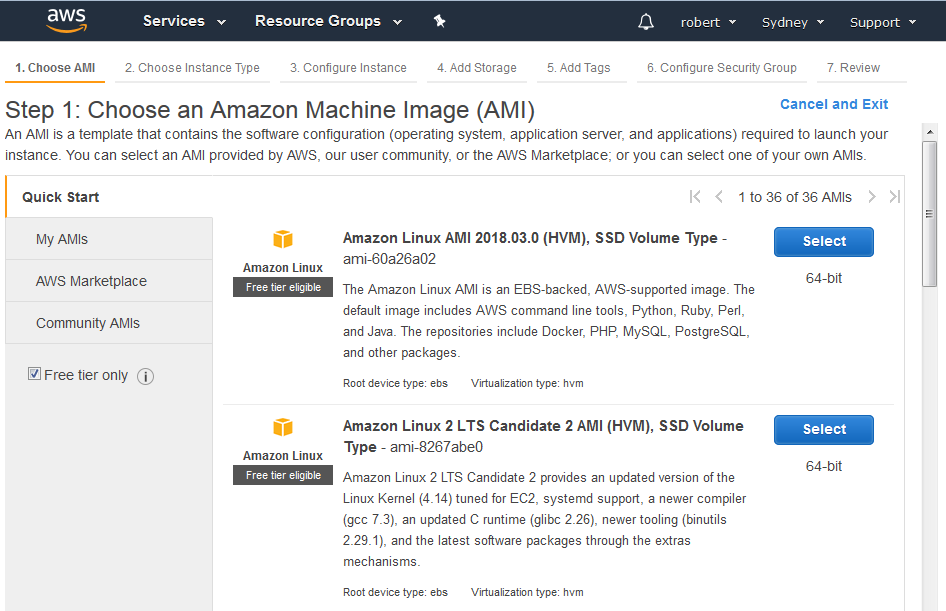 aws Services Resource Groups robert Sydney Support
1. Choose AMI 2. Choose Instance Type 3. Configure Instance 4. Add Storage 5. Add Tags 6. Configure Security Group 7. Review
Step 1: Choose an Amazon Machine Image (AMI)
Cancel and Exit
An AMI is a template that contains the software configuration (operating system, application server, and applications) required to launch your
instance. You can select an AMI provided by AWS, our user community, or the AWS Marketplace; or you can select one of your own AMIs.
Quick Start
My AMIs
AWS Marketplace
Community AMIs
Free tier only
1 to 36 of 36 AMIs
Amazon Linux
Free tier eligible
Amazon Linux AMI 2018.03.0 (HVM), SSD Volume Type -
ami-60a26a02
The Amazon Linux AMI is an EBS-backed, AWS-supported image. The
default image includes AWS command line tools, Python, Ruby, Perl,
and Java. The repositories include Docker, PHP, MySQL, PostgreSQL,
and other packages.
Root device type: ebs Virtualization type: hvm
Select
64-bit
Amazon Linux
Free tier eligible
Amazon Linux 2 LTS Candidate 2 AMI (HVM), SSD Volume
Type - ami-8267abe0
Amazon Linux 2 LTS Candidate 2 provides an updated version of the
Linux Kernel (4.14) tuned for EC2, systemd support, a newer compiler
(gcc 7.3), an updated C runtime (glibc 2.26), newer tooling (binutils
2.29.1), and the latest software packages through the extras
mechanisms.
Root device type: ebs Virtualization type: hvm
Select
64-bit